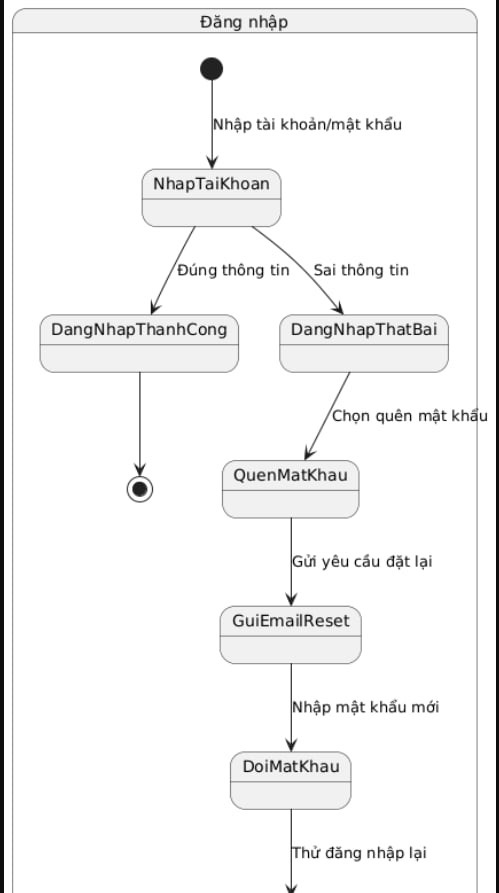 Đăng nhập
Nhập tài khoản/mật khẩu
NhapTaiKhoan
Đúng thông tin
Sai thông tin
DangNhapThanhCong
DangNhapThatBai
Chọn quên mật khẩu
QuenMatKhau
Gửi yêu cầu đặt lại
GuiEmailReset
Nhập mật khẩu mới
DoiMatKhau
Thử đăng nhập lại